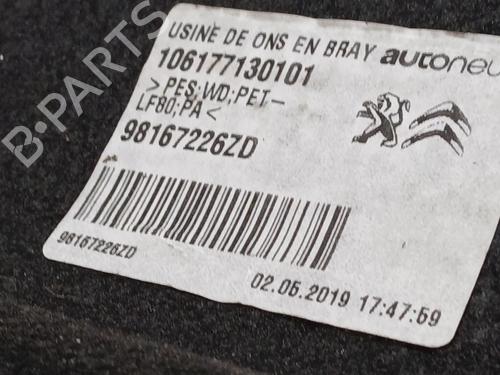 USINE DE ONS EN BRAY autoneu
106177130101
>PES;WD;PET-
LF80;PA<
98167226ZD
98167226ZD
02.05.2019 17:47:59
B-PARTS